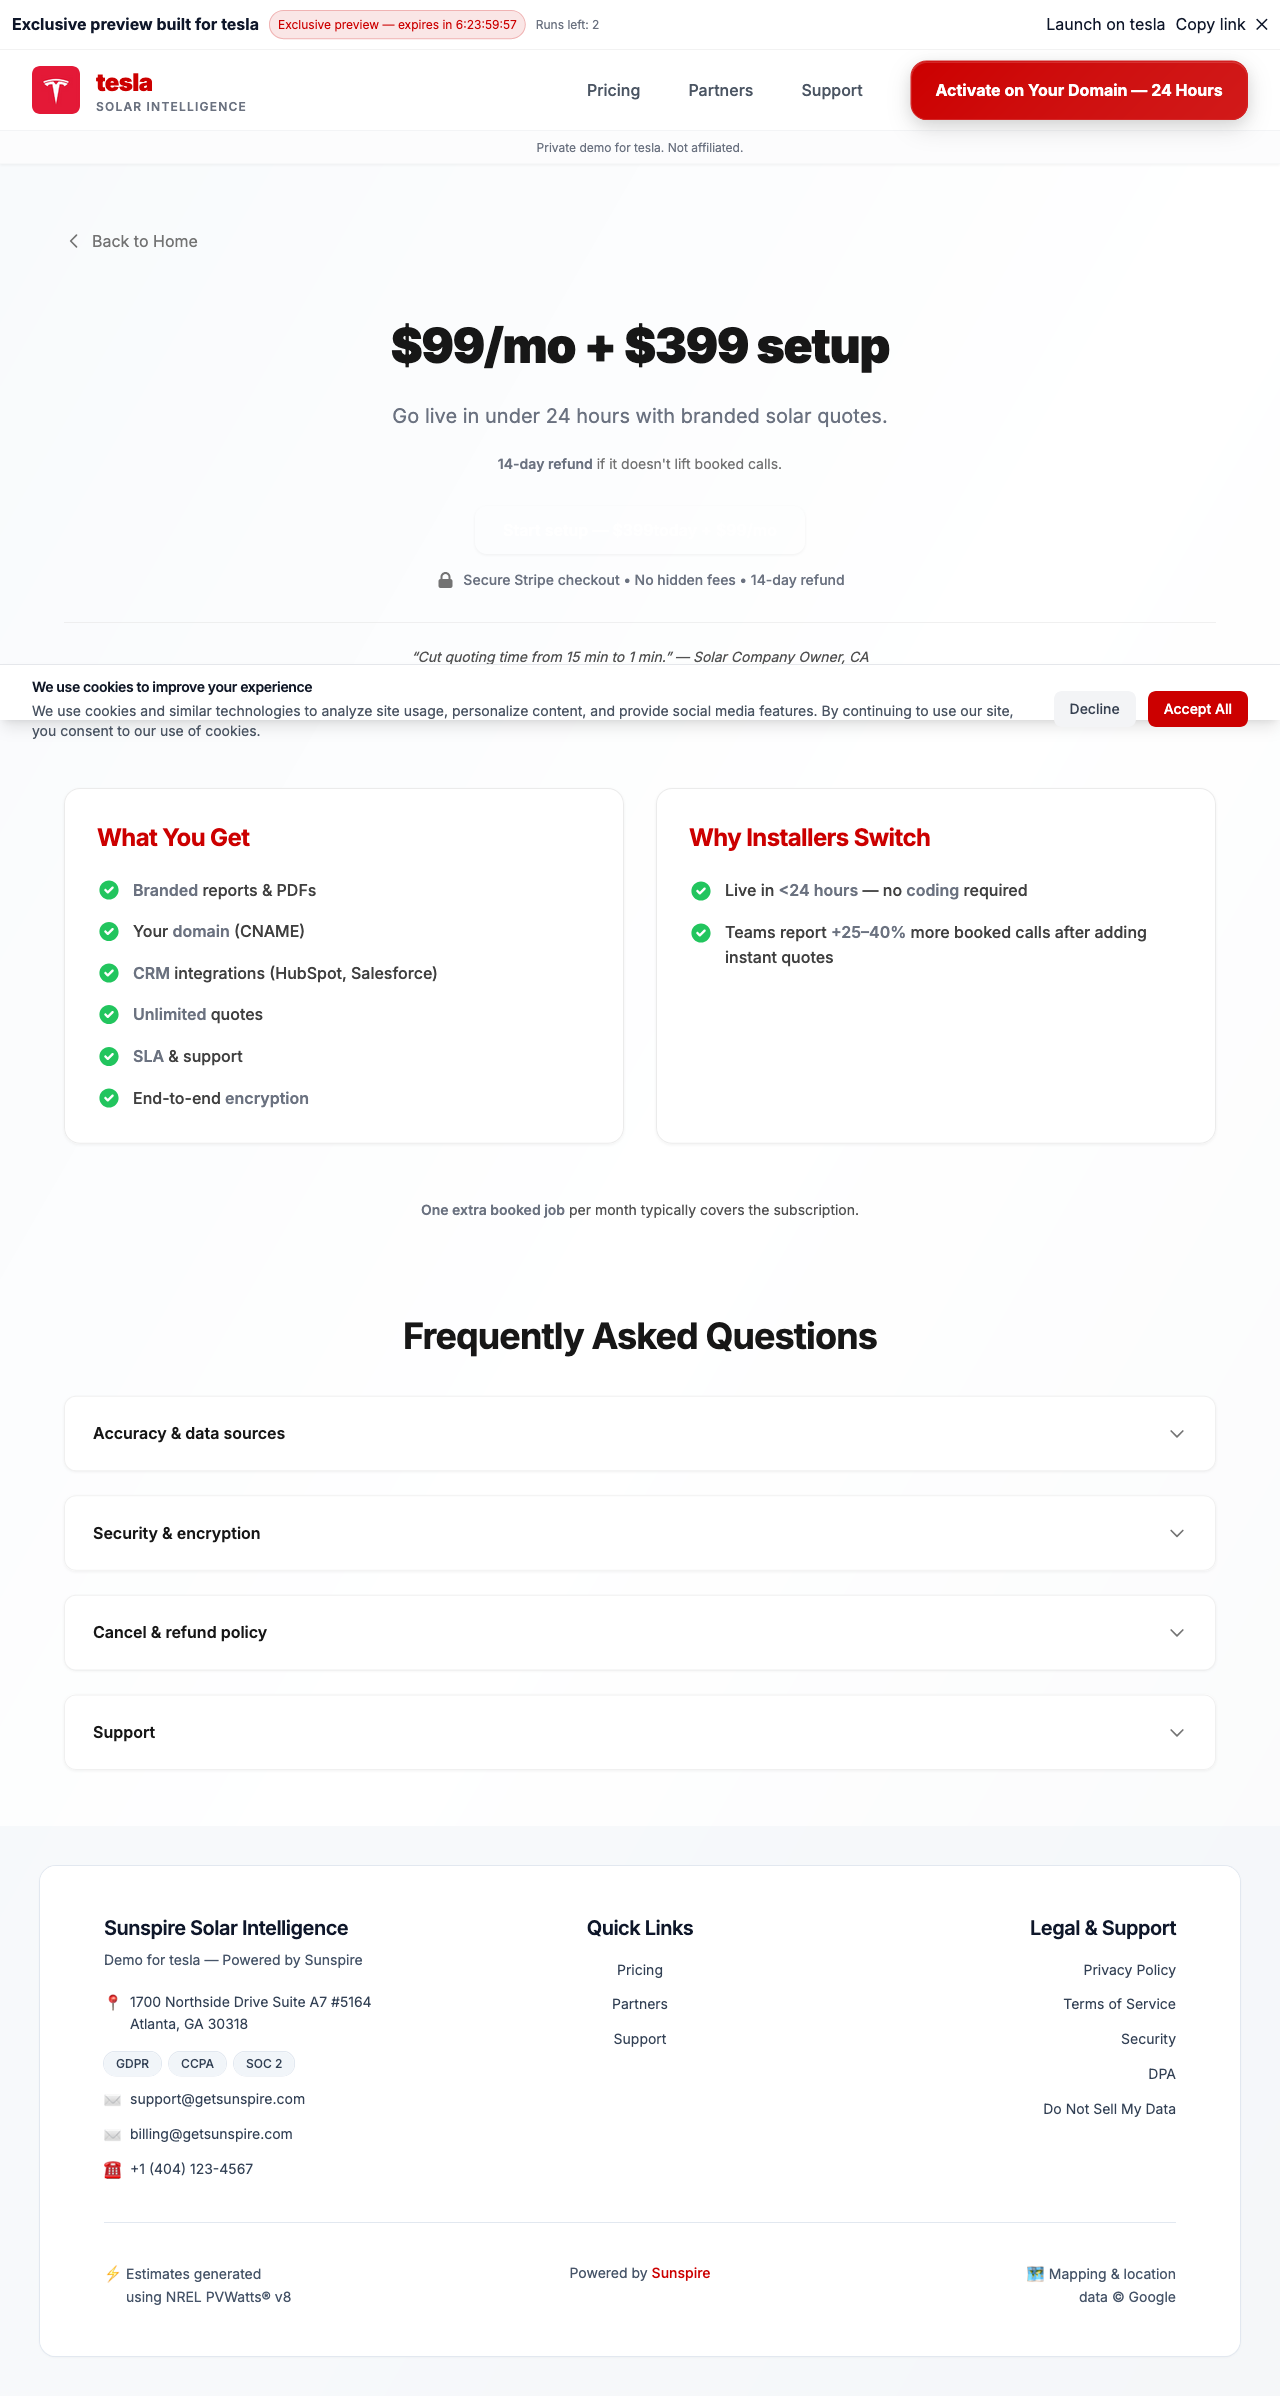 Exclusive preview built for tesla
Exclusive preview — expires in 6:23:59:57
Runs left: 2
Launch on tesla
Copy link
tesla
SOLAR INTELLIGENCE
Pricing
Partners
Support
Activate on Your Domain — 24 Hours
Private demo for tesla. Not affiliated.
Back to Home
$99/mo + $399 setup
Go live in under 24 hours with branded solar quotes.
14-day refund if it doesn't lift booked calls.
Secure Stripe checkout • No hidden fees • 14-day refund
“Cut quoting time from 15 min to 1 min.” — Solar Company Owner, CA
We use cookies to improve your experience
We use cookies and similar technologies to analyze site usage, personalize content, and provide social media features. By continuing to use our site,
you consent to our use of cookies.
Decline
Accept All
What You Get
Branded reports & PDFs
Your domain (CNAME)
CRM integrations (HubSpot, Salesforce)
Unlimited quotes
SLA & support
End-to-end encryption
Why Installers Switch
Live in <24 hours — no coding required
Teams report +25–40% more booked calls after adding
instant quotes
One extra booked job per month typically covers the subscription.
Frequently Asked Questions
Accuracy & data sources
Security & encryption
Cancel & refund policy
Support
Sunspire Solar Intelligence
Demo for tesla — Powered by Sunspire
1700 Northside Drive Suite A7 #5164
Atlanta, GA 30318
GDPR
CCPA
SOC 2
support@getsunspire.com
billing@getsunspire.com
+1 (404) 123-4567
Quick Links
Pricing
Partners
Support
Legal & Support
Privacy Policy
Terms of Service
Security
DPA
Do Not Sell My Data
Estimates generated
using NREL PVWatts® v8
Powered by Sunspire
Mapping & location
data © Google